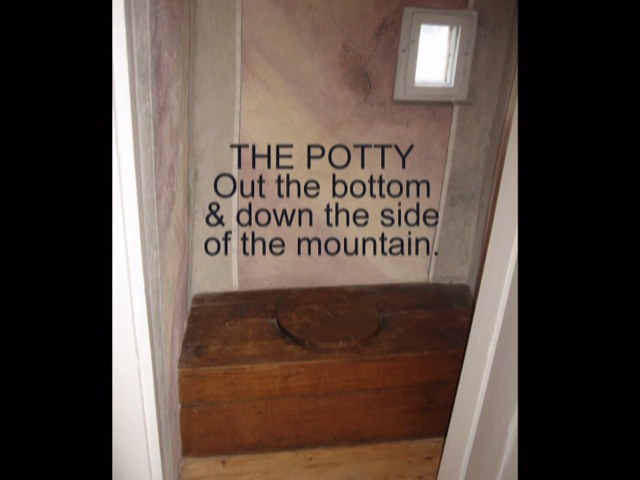 THE POTTY
Out the bottom
& down the side
of the mountain.